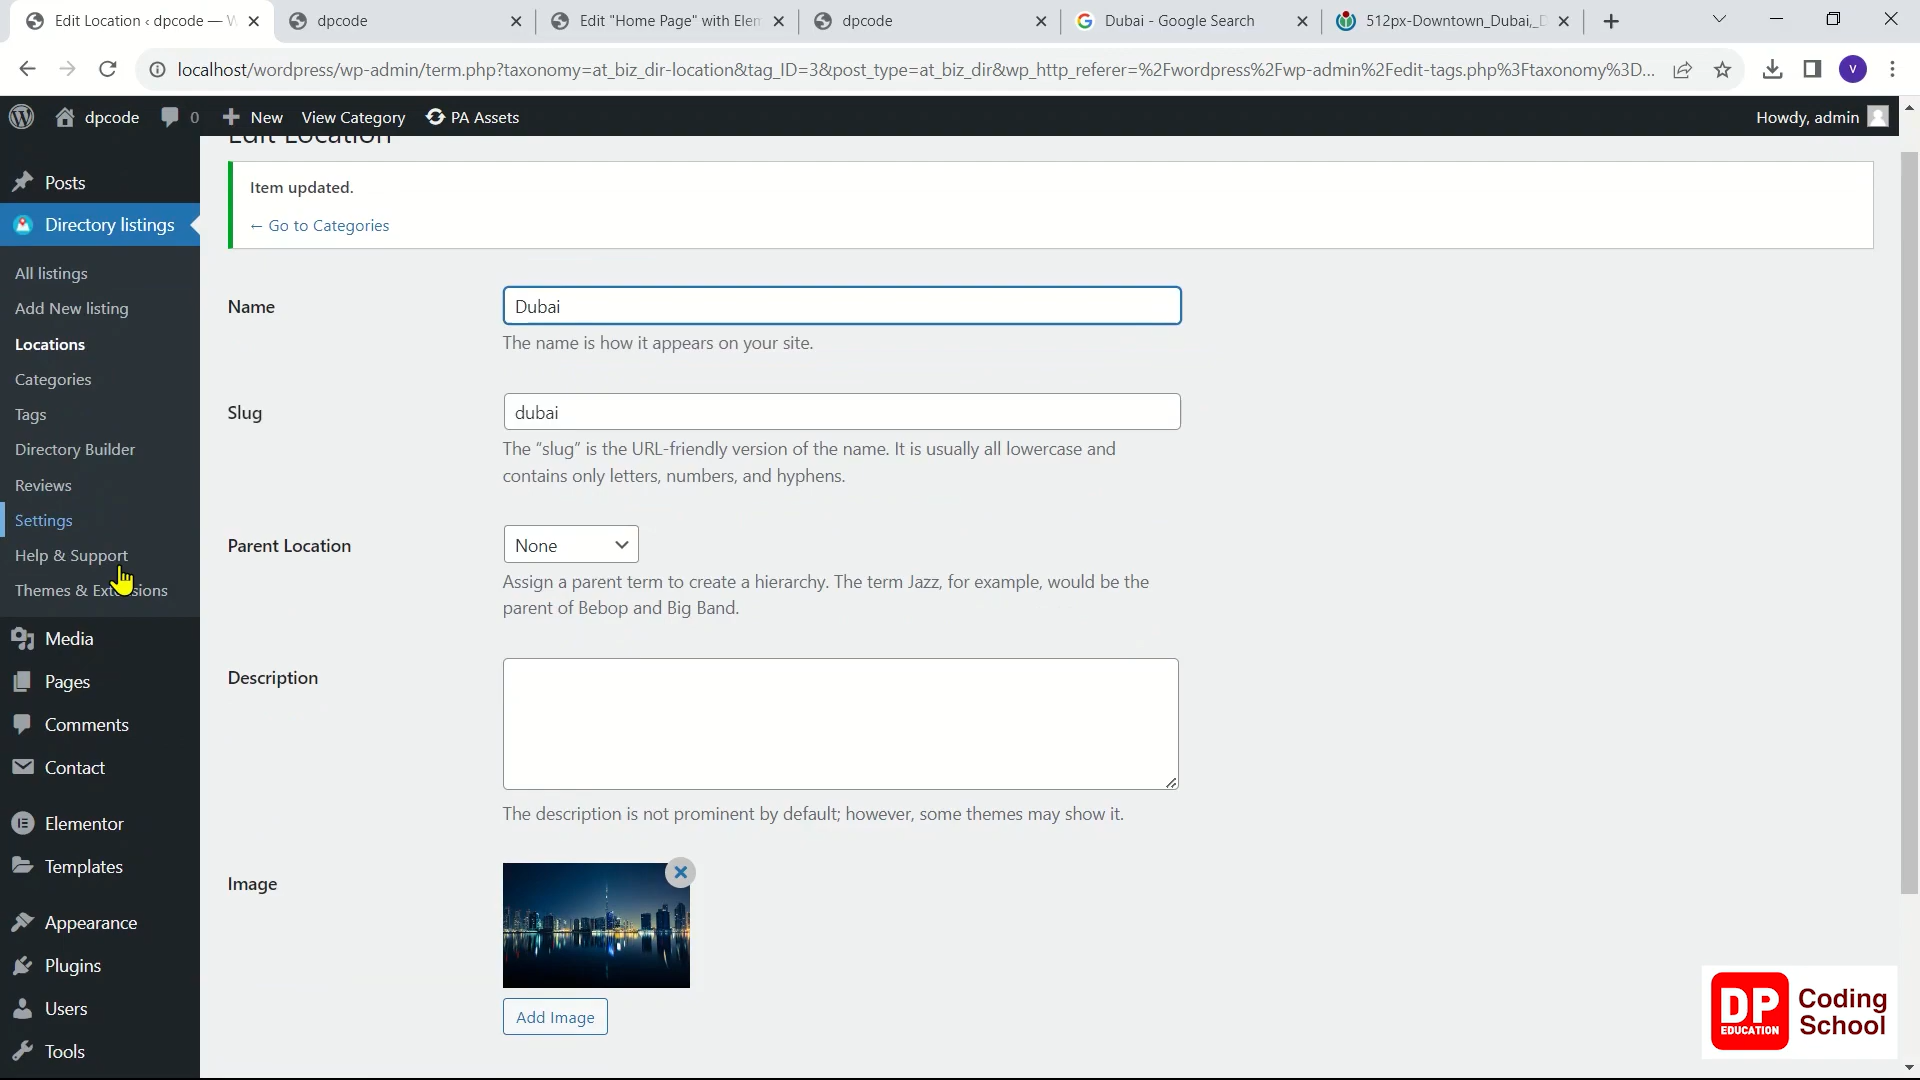 Edit Location ‹ dpcode — W
dpcode
Edit "Home Page" with Elem
dpcode
Dubai - Google Search
512px-Downtown_Dubai,_D
localhost/wordpress/wp-admin/term.php?taxonomy=at_biz_dir-location&tag_ID=3&post_type=at_biz_dir&wp_http_referer=%2Fwordpress%2Fwp-admin%2Fedit-tags.php%3Ftaxonomy%3D...
V
dpcode
0
New
View Category
PA Assets
Howdy, admin
Edit Location
Posts
Directory listings
All listings
Add New listing
Locations
Categories
Tags
Directory Builder
Reviews
Settings
Help & Support
Themes & Extensions
Media
Pages
Comments
Contact
Elementor
Templates
Appearance
Plugins
Users
Tools
Item updated.
← Go to Categories
Name
Dubai
The name is how it appears on your site.
Slug
dubai
The “slug” is the URL-friendly version of the name. It is usually all lowercase and
contains only letters, numbers, and hyphens.
Parent Location
None
Assign a parent term to create a hierarchy. The term Jazz, for example, would be the
parent of Bebop and Big Band.
Description
The description is not prominent by default; however, some themes may show it.
Image
Add Image
DP
EDUCATION
Coding
School